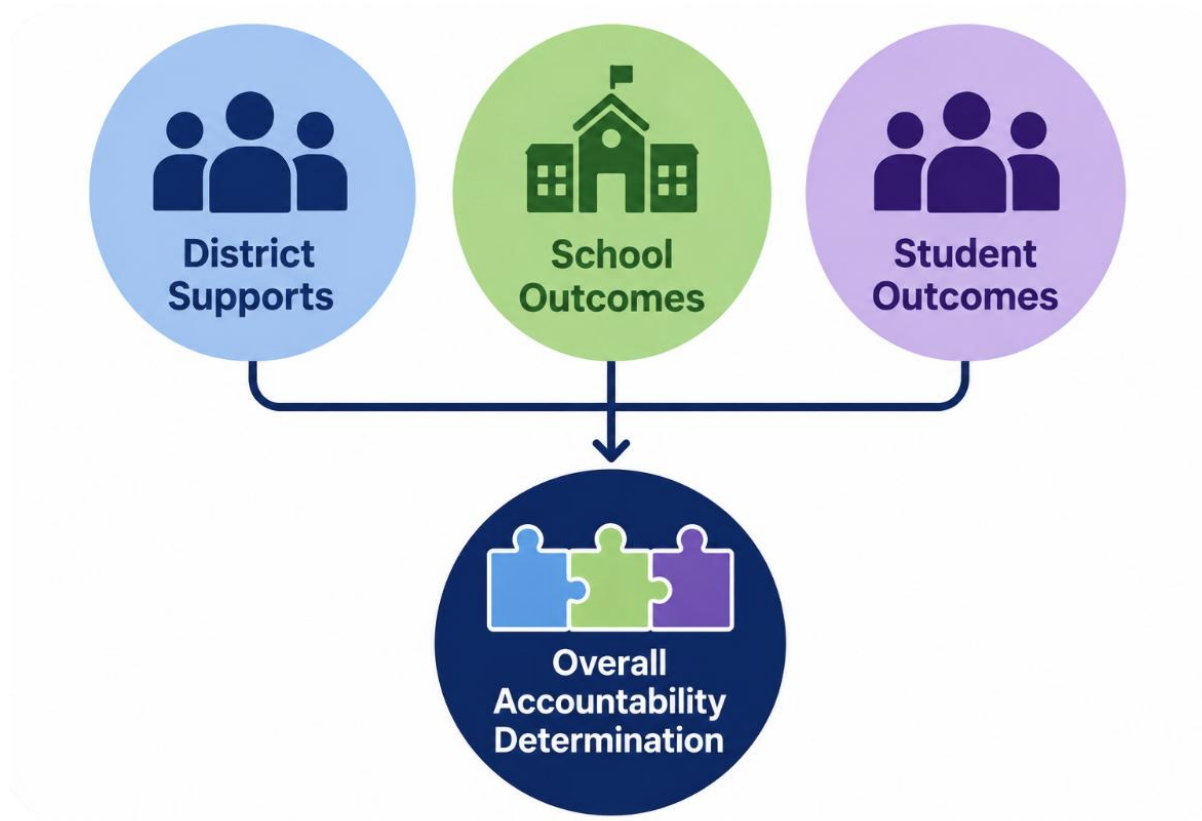 District
Supports
School
Outcomes
Student
Outcomes
Overall
Accountability
Determination